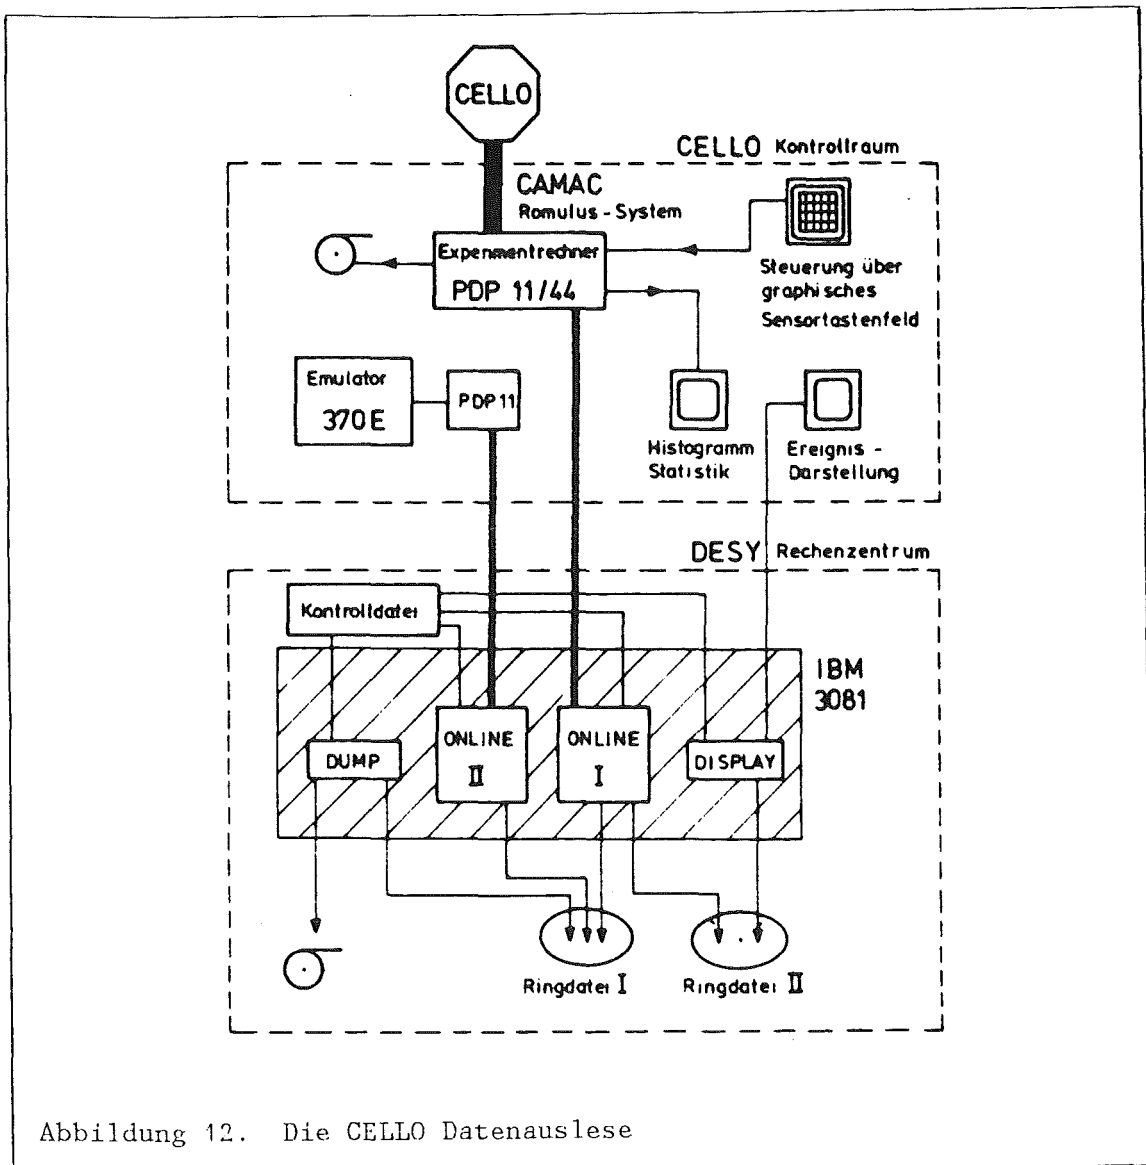 CELLO
CELLO Kontrollraum
CAMAC
Romulus - System
Experimentrechner
PDP 11/44
Steuerung über
graphisches
Sensortastenfeld
Emulator
370 E
PDP 11
Histogramm
Statistik
Ereignis -
Darstellung
DESY Rechenzentrum
Kontrolldatei
IBM
3081
DUMP
ONLINE
II
ONLINE
I
DISPLAY
Ringdatei I
Ringdatei II
Abbildung 12. Die CELLO Datenauslese